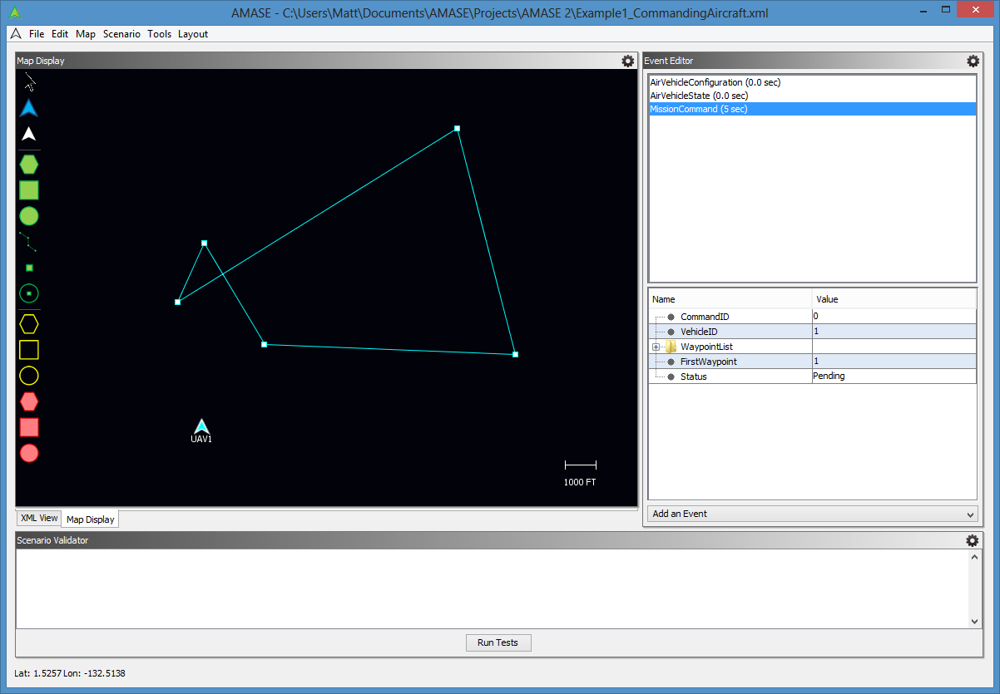 AMASE - C:\Users\Matt\Documents\AMASE\Projects\AMASE 2\Example1_CommandingAircraft.xml
File Edit Map Scenario Tools Layout
Map Display
UAV1
1000 FT
XML View Map Display
Event Editor
AirVehicleConfiguration (0.0 sec)
AirVehicleState (0.0 sec)
MissionCommand (5 sec)
Name Value
CommandID 0
VehicleID 1
WaypointList
FirstWaypoint 1
Status Pending
Add an Event
Scenario Validator
Run Tests
Lat: 1.5257 Lon: -132.5138